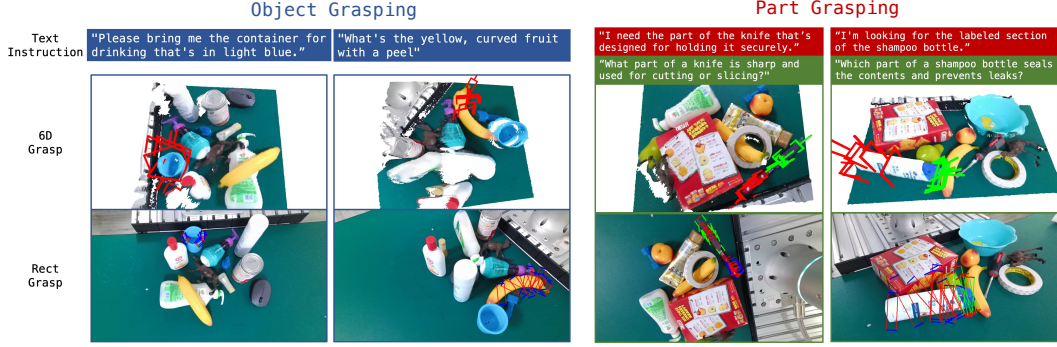 Object Grasping
Part Grasping
Text
Instruction
"Please bring me the container for
drinking that's in light blue.”
"What's the yellow, curved fruit
with a peel"
"I need the part of the knife that’s
designed for holding it securely.”
“What part of a knife is sharp and
used for cutting or slicing?"
“I'm looking for the labeled section
of the shampoo bottle.”
"Which part of a shampoo bottle seals
the contents and prevents leaks?
6D
Grasp
Rect
Grasp